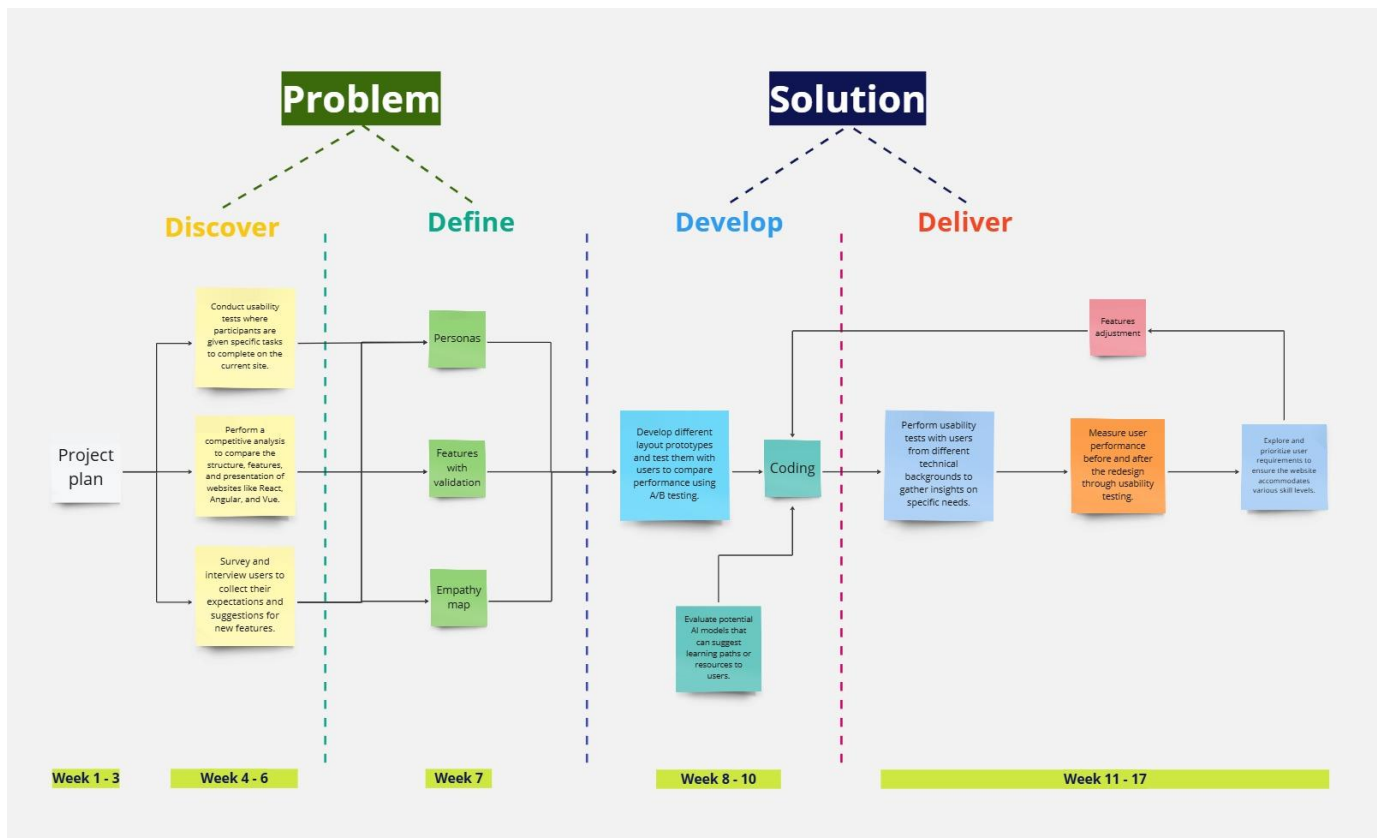 Problem
Solution
Discover
Define
Develop
Deliver
Project
plan
Conduct usability
tests where
participants are
given specific tasks
to complete on the
current site.
Perform a
competitive analysis
to compare the
structure, features,
and presentation of
websites like React,
Angular, and Vue.
Survey and
interview users to
collect their
expectations and
suggestions for
new features.
Personas
Features
with
validation
Empathy
map
Develop different
layout prototypes
and test them with
users to compare
performance using
A/B testing.
Coding
Evaluate potential
AI models that
can suggest
learning paths or
resources to
users.
Perform usability
tests with users
from different
technical
backgrounds to
gather insights on
specific needs.
Measure user
performance
before and after
the redesign
through usability
testing.
Features
adjustment
Explore and
prioritize user
requirements to
ensure the website
accommodates
various skill levels.
Week 1 - 3
Week 4 - 6
Week 7
Week 8 - 10
Week 11 - 17